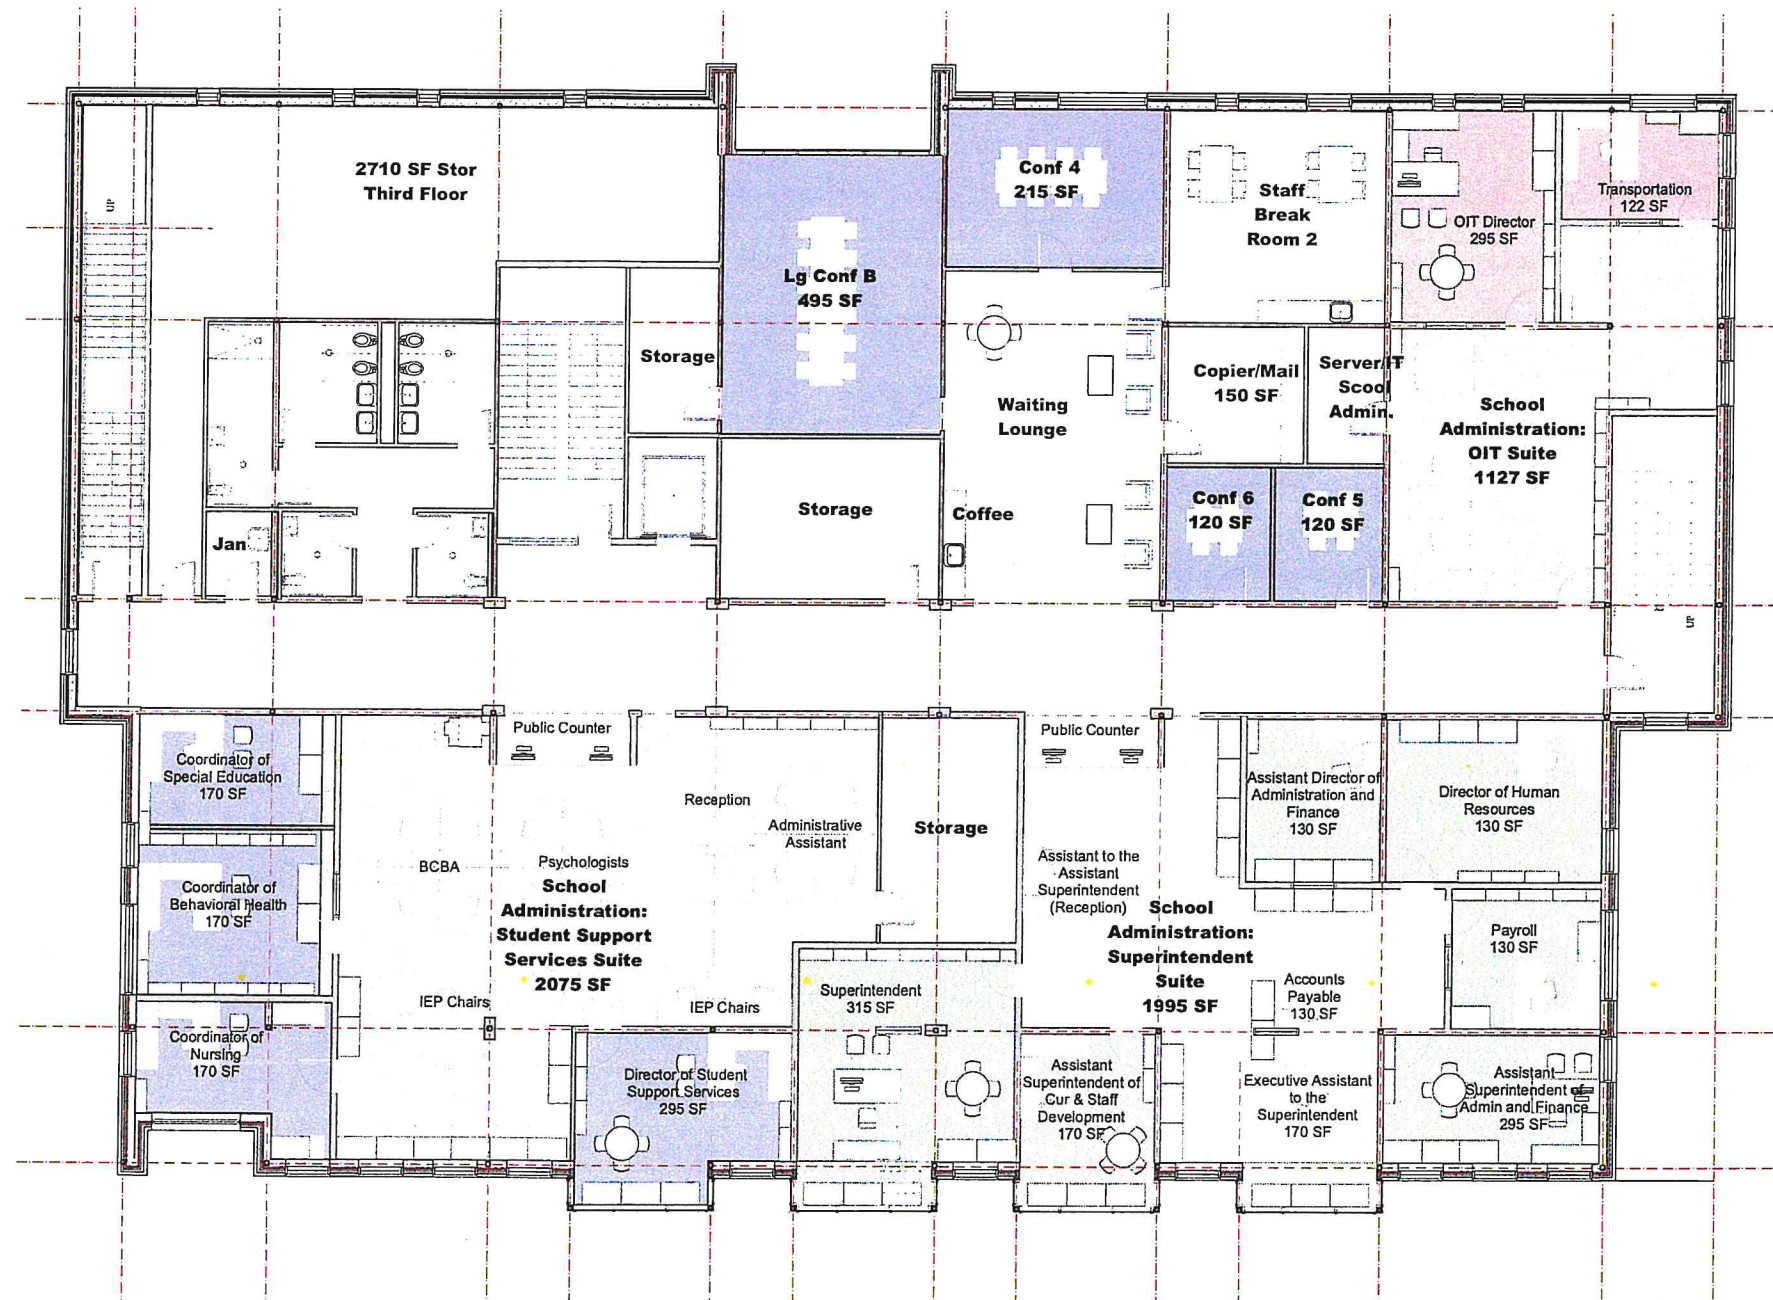 2710 SF Stor
Third Floor
UP
Conf 4
215 SF
Staff
Break
Room 2
OIT Director
295 SF
Transportation
122 SF
Lg Conf B
495 SF
Storage
Copier/Mail
150 SF
Server/IT
Scool
Admin.
Waiting
Lounge
School
Administration:
OIT Suite
1127 SF
Storage
Coffee
Conf 6
120 SF
Conf 5
120 SF
Jan
UP
Public Counter
Public Counter
Coordinator of
Special Education
170 SF
Reception
Administrative
Assistant
Storage
Assistant Director of
Administration and
Finance
130 SF
Director of Human
Resources
130 SF
BCBA
Psychologists
School
Administration:
Student Support
Services Suite
2075 SF
Assistant to the
Assistant
Superintendent
(Reception)
School
Administration:
Superintendent
Suite
1995 SF
Coordinator of
Behavioral Health
170 SF
Payroll
130 SF
IEP Chairs
IEP Chairs
Superintendent
315 SF
Accounts
Payable
130 SF
Coordinator of
Nursing
170 SF
Director of Student
Support Services
295 SF
Assistant
Superintendent of
Cur & Staff
Development
170 SF
Executive Assistant
to the
Superintendent
170 SF
Assistant
Superintendent of
Admin and Finance
295 SF